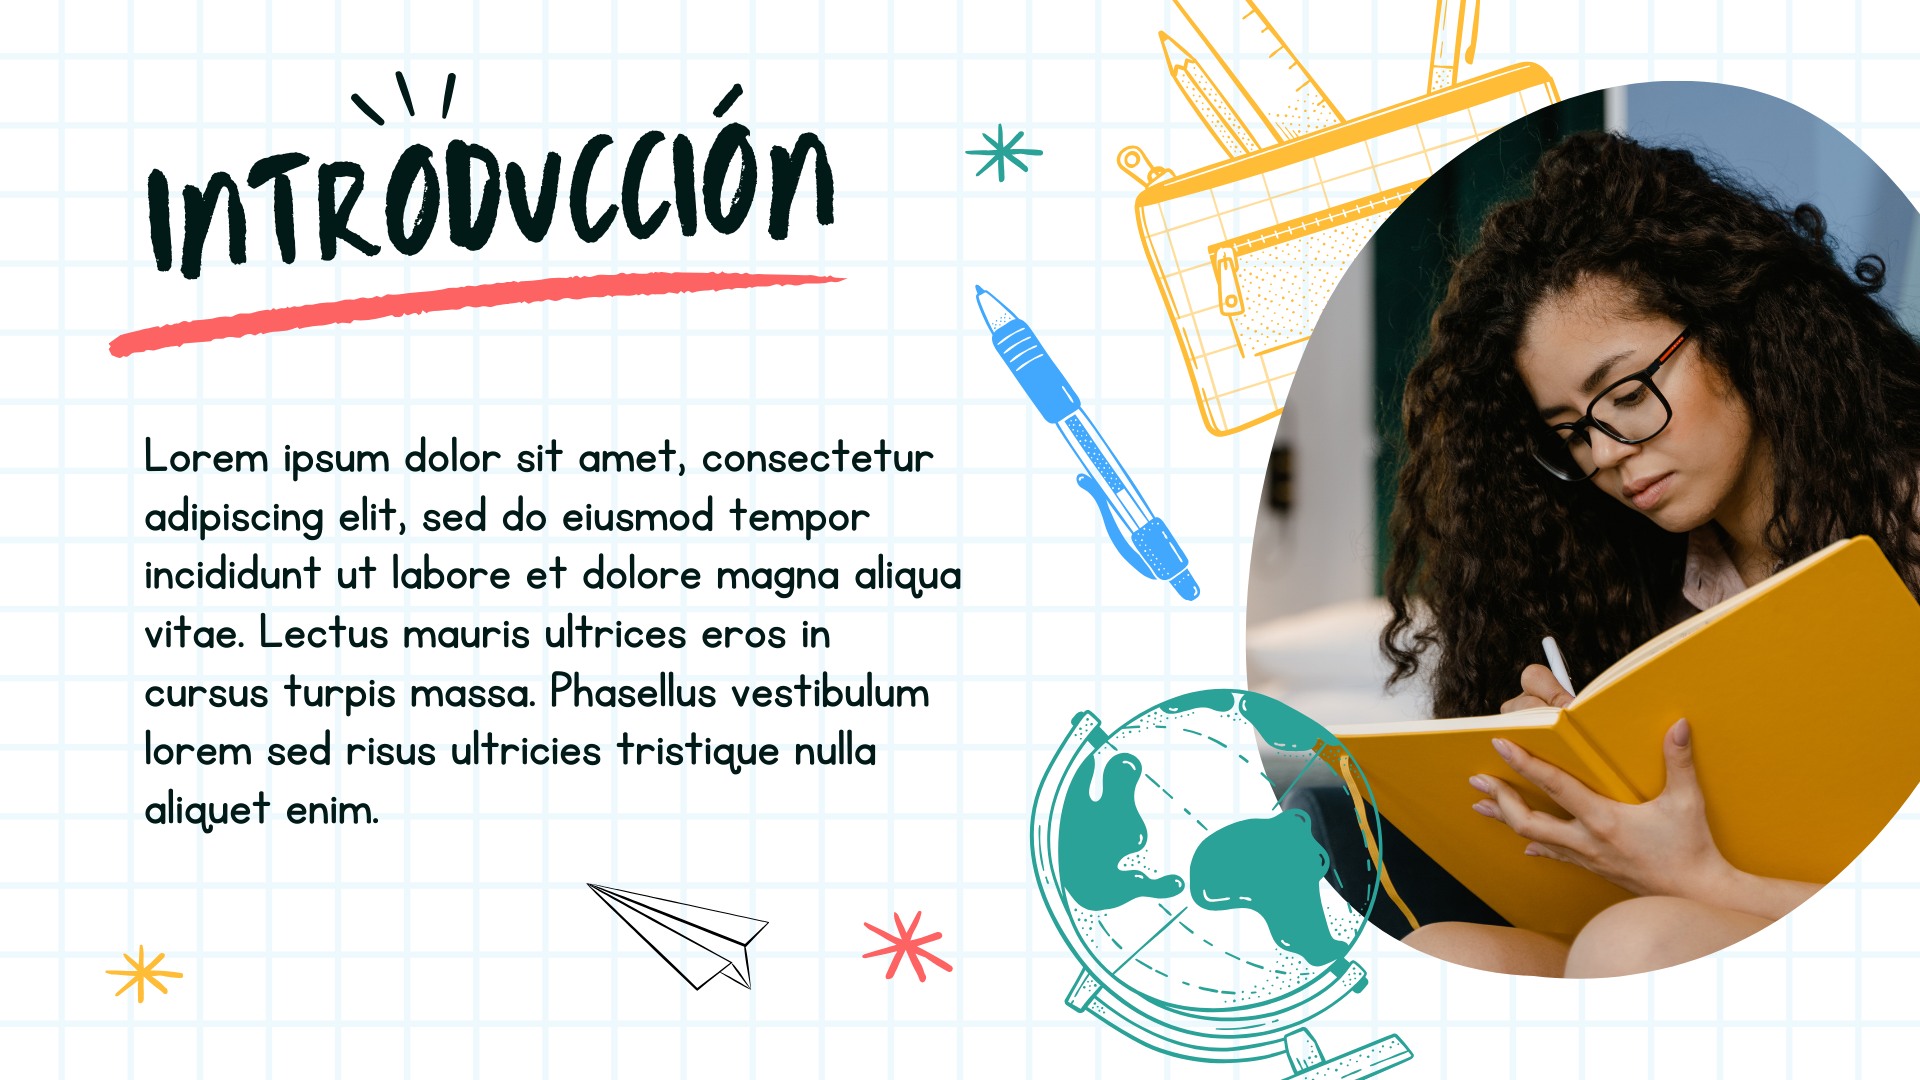 INTRODUCCIÓN
Lorem ipsum dolor sit amet, consectetur
adipiscing elit, sed do eiusmod tempor
incididunt ut labore et dolore magna aliqua
vitae. Lectus mauris ultrices eros in
cursus turpis massa. Phasellus vestibulum
lorem sed risus ultricies tristique nulla
aliquet enim.